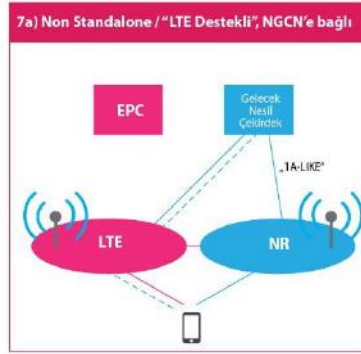 7a) Non Standalone / “LTE Destekli”, NGCN’e bağlı
EPC
Gelecek
Nesil
Çekirdek
„1A-LIKE“
LTE
NR